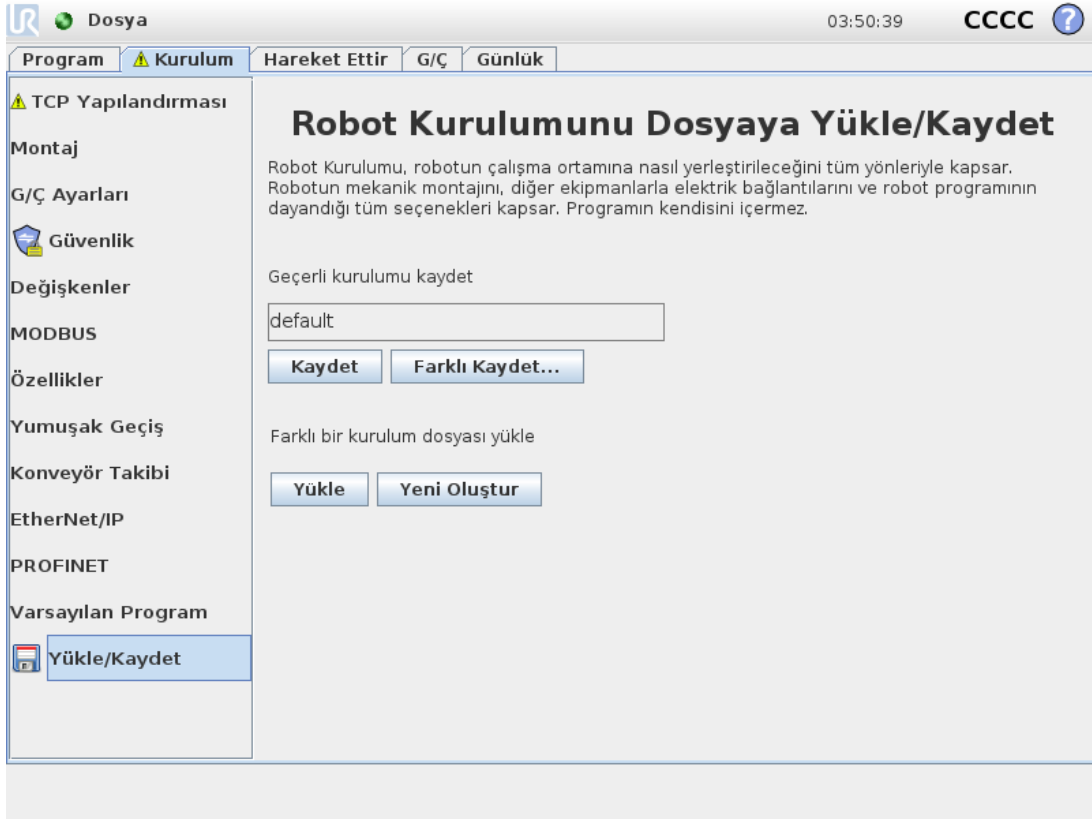 UR Dosya 03:50:39 CCCC ?
Program Kurulum Hareket Ettir G/Ç Günlük
TCP Yapılandırması
Montaj
G/Ç Ayarları
Güvenlik
Değişkenler
MODBUS
Özellikler
Yumuşak Geçiş
Konveyör Takibi
EtherNet/IP
PROFINET
Varsayılan Program
Yükle/Kaydet
Robot Kurulumunu Dosyaya Yükle/Kaydet
Robot Kurulumu, robotun çalışma ortamına nasıl yerleştirileceğini tüm yönleriyle kapsar.
Robotun mekanik montajını, diğer ekipmanlarla elektrik bağlantılarını ve robot programının
dayandığı tüm seçenekleri kapsar. Programın kendisini içermez.
Geçerli kurulumu kaydet
default
Kaydet Farklı Kaydet...
Farklı bir kurulum dosyası yükle
Yükle Yeni Oluştur